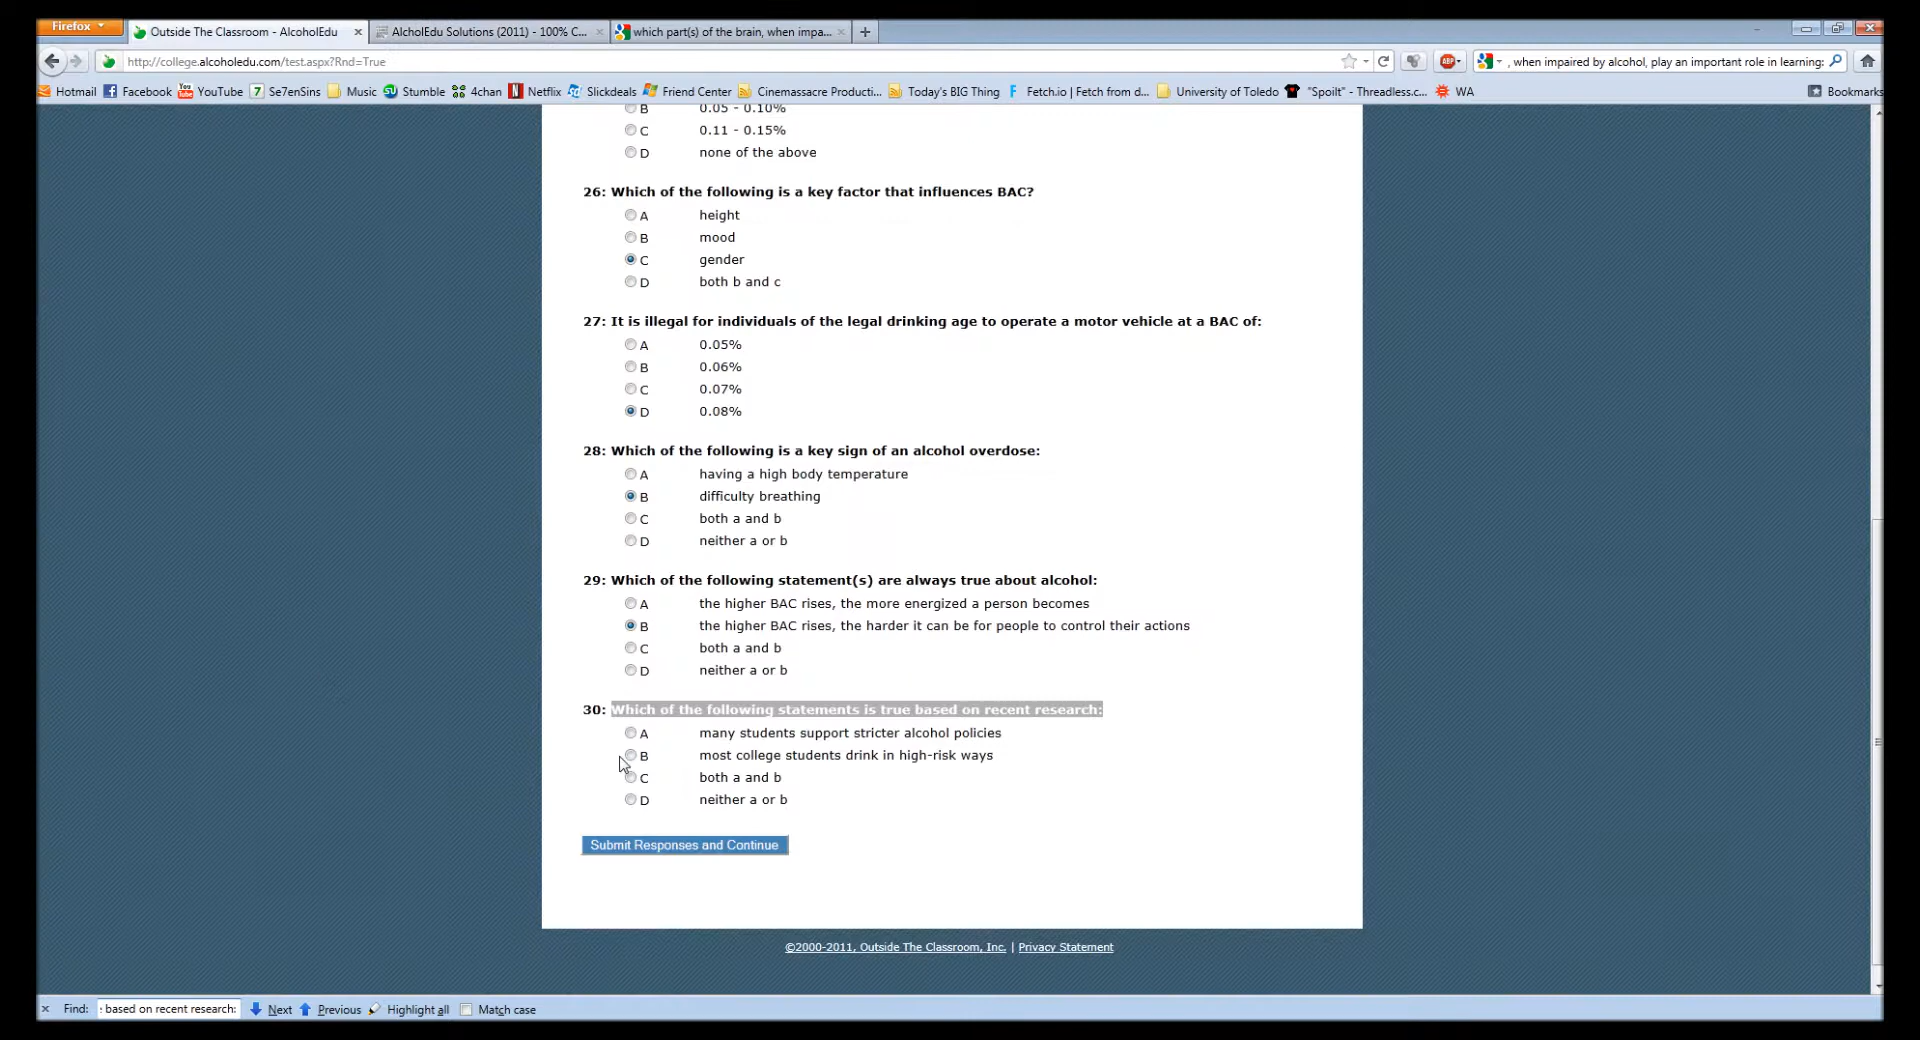 Firefox
Outside The Classroom - AlcoholEdu
AlcholEdu Solutions (2011) - 100% C...
which part(s) of the brain, when impa...
http://college.alcoholedu.com/test.aspx?Rnd=True
, when impaired by alcohol, play an important role in learning:
Hotmail Facebook YouTube Se7enSins Music Stumble 4chan Netflix Slickdeals Friend Center Cinemassacre Producti... Today's BIG Thing Fetch.io | Fetch from d... University of Toledo "Spoilt" - Threadless.c... WA Bookmarks
B 0.05 - 0.10%
C 0.11 - 0.15%
D none of the above
26: Which of the following is a key factor that influences BAC?
A height
B mood
C gender
D both b and c
27: It is illegal for individuals of the legal drinking age to operate a motor vehicle at a BAC of:
A 0.05%
B 0.06%
C 0.07%
D 0.08%
28: Which of the following is a key sign of an alcohol overdose:
A having a high body temperature
B difficulty breathing
C both a and b
D neither a or b
29: Which of the following statement(s) are always true about alcohol:
A the higher BAC rises, the more energized a person becomes
B the higher BAC rises, the harder it can be for people to control their actions
C both a and b
D neither a or b
30: Which of the following statements is true based on recent research:
A many students support stricter alcohol policies
B most college students drink in high-risk ways
C both a and b
D neither a or b
Submit Responses and Continue
©2000-2011, Outside The Classroom, Inc. | Privacy Statement
Find: : based on recent research: Next Previous Highlight all Match case